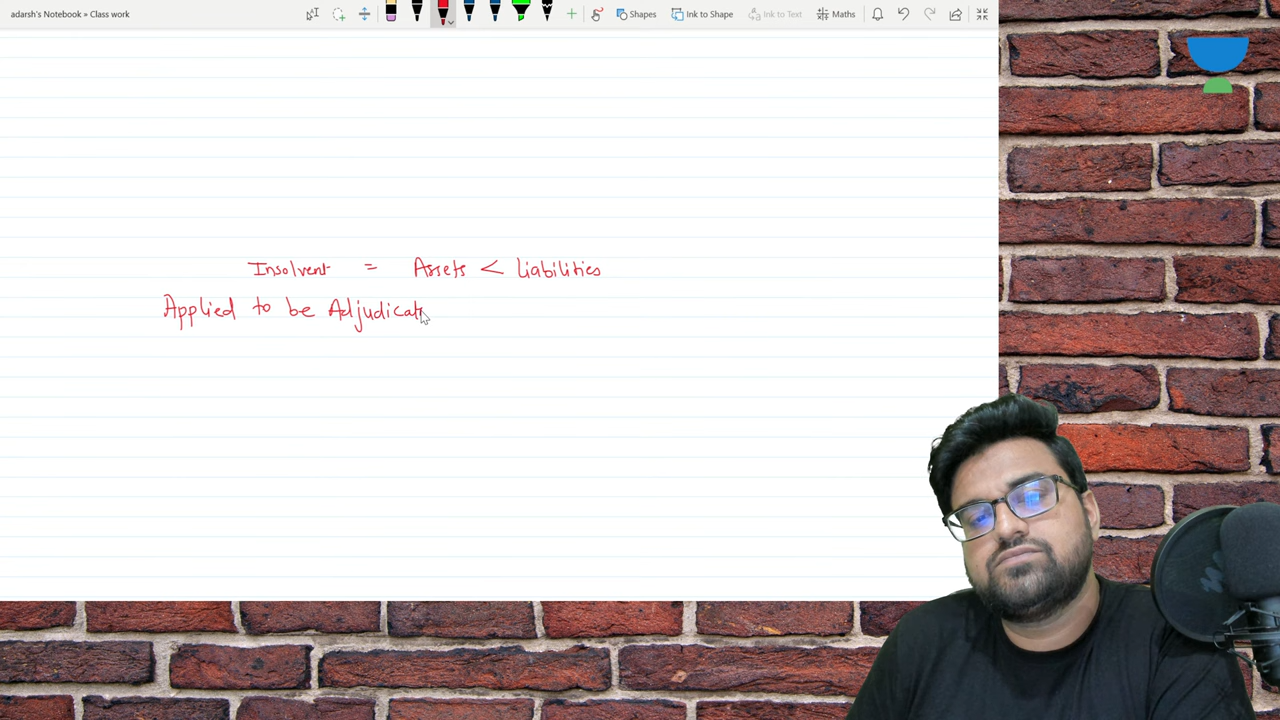 adarsh's Notebook » Class work
Shapes
Ink to Shape
Ink to Text
Maths
Insolvent = Assets < Liabilities
Applied to be Adjudicat